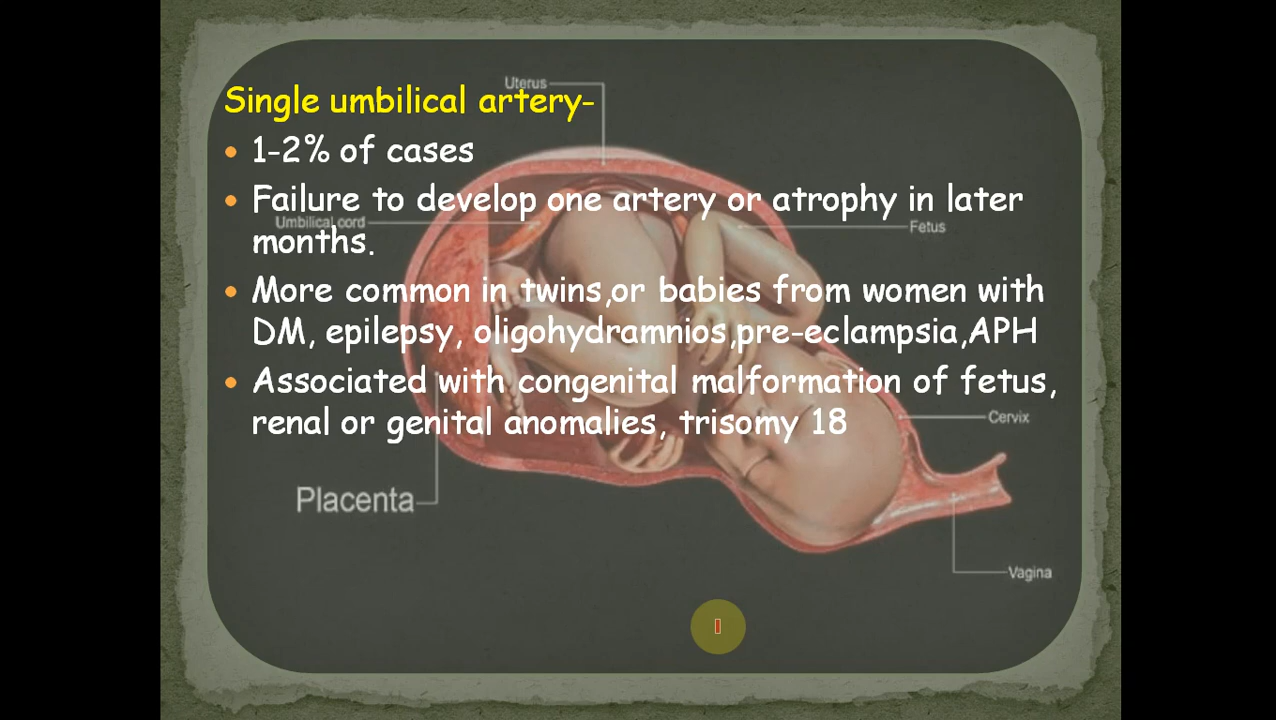 Uterus
Single umbilical artery-
1-2% of cases
Failure to develop one artery or atrophy in later
Umbilical cord
Fetus
months.
More common in twins,or babies from women with
DM, epilepsy, oligohydramnios,pre-eclampsia,APH
Associated with congenital malformation of fetus,
renal or genital anomalies, trisomy 18
Cervix
Placenta
Vagina